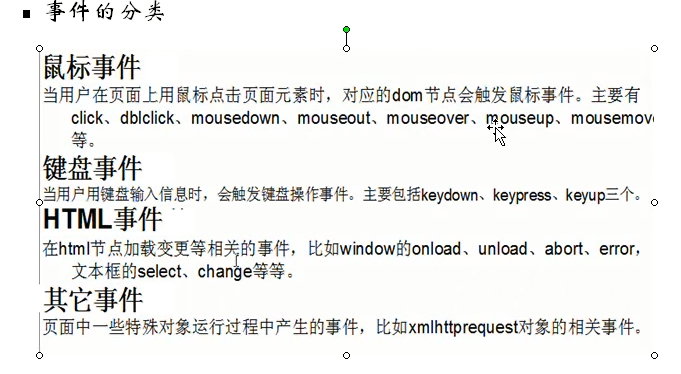 ■ 事件的分类
鼠标事件
当用户在页面上用鼠标点击页面元素时，对应的dom节点会触发鼠标事件。主要有
click、dblclick、mousedown、mouseout、mouseover、mouseup、mousemove
等。
键盘事件
当用户用键盘输入信息时，会触发键盘操作事件。主要包括keydown、keypress、keyup三个。
HTML事件
在html节点加载变更等相关的事件，比如window的onload、unload、abort、error，
文本框的select、change等等。
其它事件
页面中一些特殊对象运行过程中产生的事件，比如xmlhttprequest对象的相关事件。